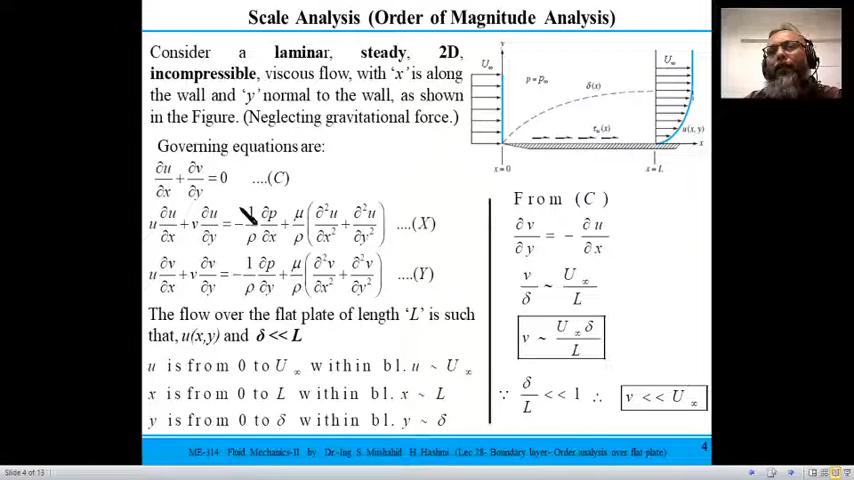 Scale Analysis (Order of Magnitude Analysis)
Consider a laminar, steady, 2D,
incompressible, viscous flow, with ‘x’ is along
the wall and ‘y’ normal to the wall, as shown
in the Figure. (Neglecting gravitational force.)
Governing equations are:
∂u/∂x + ∂v/∂y = 0 ....(C)
u ∂u/∂x + v ∂u/∂y = − 1/ρ ∂p/∂x + μ/ρ (∂²u/∂x² + ∂²u/∂y²) ....(X)
u ∂v/∂x + v ∂v/∂y = − 1/ρ ∂p/∂y + μ/ρ (∂²v/∂x² + ∂²v/∂y²) ....(Y)
The flow over the flat plate of length ‘L’ is such
that, u(x,y) and δ << L
u is from 0 to U∞ within bl. u ~ U∞
x is from 0 to L within bl. x ~ L
y is from 0 to δ within bl. y ~ δ
y
U∞
p = p∞
δ(x)
U∞
τw(x)
u(x, y)
x
x = 0
x = L
From (C)
∂v/∂y = − ∂u/∂x
v/δ ~ U∞/L
v ~ U∞δ/L
∵ δ/L << 1 ∴ v << U∞
ME-314 Fluid Mechanics-II by Dr.-Ing S. Mushahid H. Hashmi (Lec 28- Boundary layer- Order analysis over flat plate)
4
Slide 4 of 13